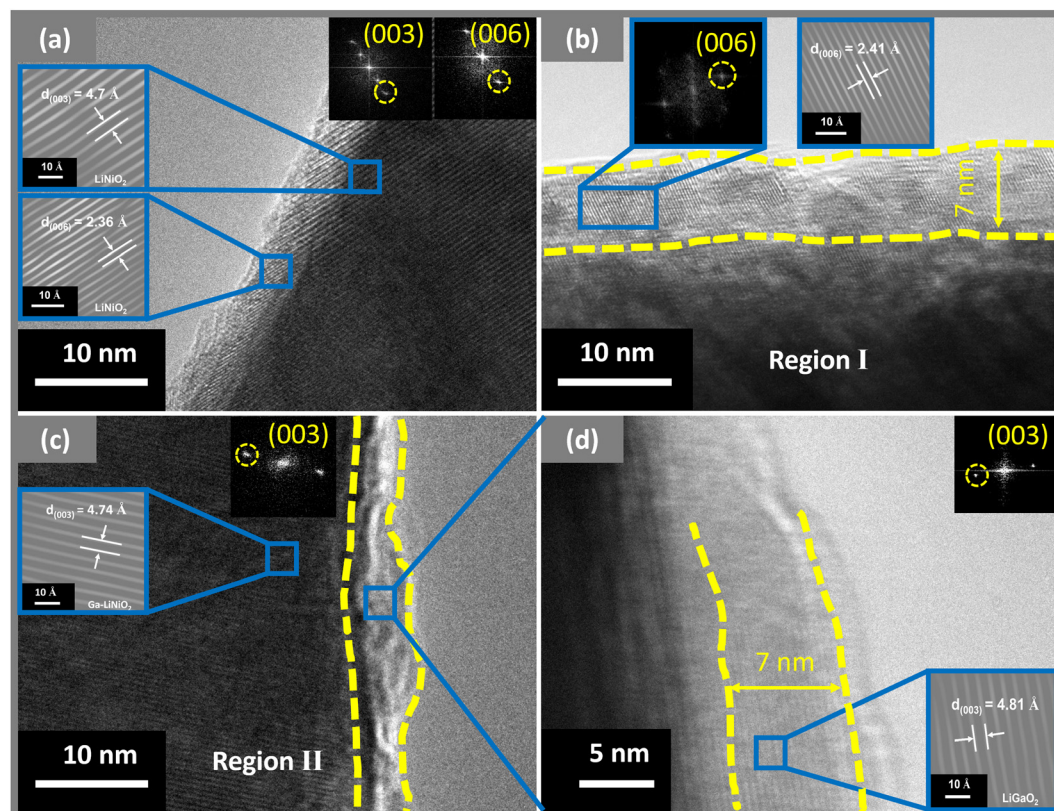 (a)
(003)
(006)
d(003) = 4.7 Å
10 Å
LiNiO2
d(006) = 2.36 Å
10 Å
LiNiO2
10 nm
(b)
(006)
d(006) = 2.41 Å
10 Å
7 nm
10 nm
Region I
(c)
(003)
d(003) = 4.74 Å
10 Å
Ga-LiNiO2
10 nm
Region II
(d)
(003)
7 nm
5 nm
d(003) = 4.81 Å
10 Å
LiGaO2